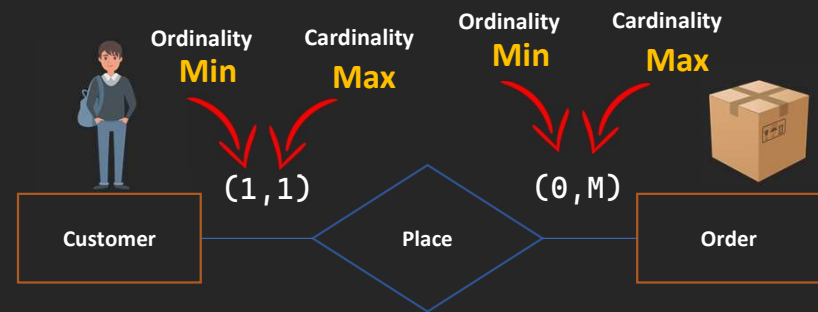 Ordinality
Min
Cardinality
Max
Ordinality
Min
Cardinality
Max
(1,1)
(0,M)
Customer
Place
Order